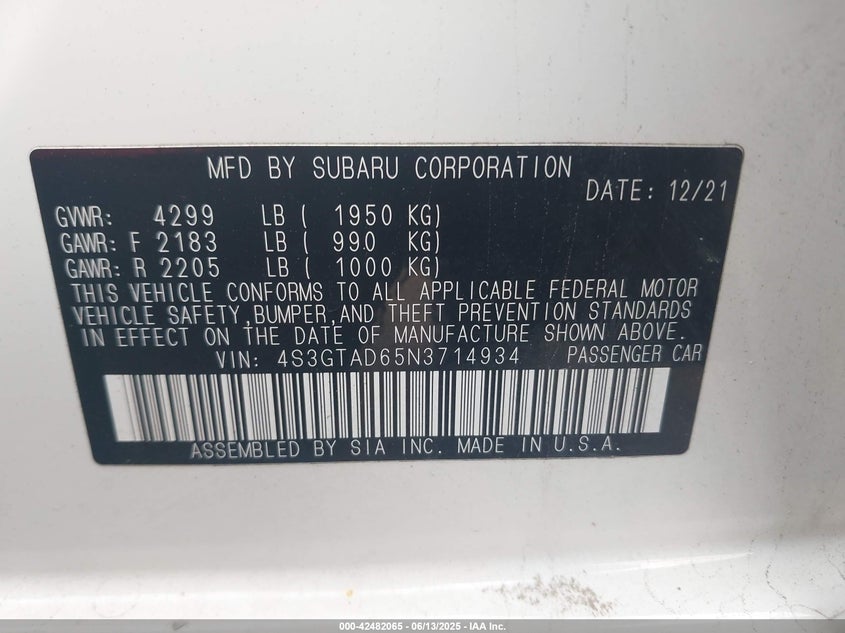 MFD BY SUBARU CORPORATION
DATE: 12/21
GVWR: 4299 LB ( 1950 KG)
GAWR: F 2183 LB ( 990 KG)
GAWR: R 2205 LB ( 1000 KG)
THIS VEHICLE CONFORMS TO ALL APPLICABLE FEDERAL MOTOR
VEHICLE SAFETY,BUMPER,AND THEFT PREVENTION STANDARDS
IN EFFECT ON THE DATE OF MANUFACTURE SHOWN ABOVE.
VIN: 4S3GTAD65N3714934 PASSENGER CAR
ASSEMBLED BY SIA INC. MADE IN U.S.A.
000-42482065 - 06/13/2025 - IAA Inc.